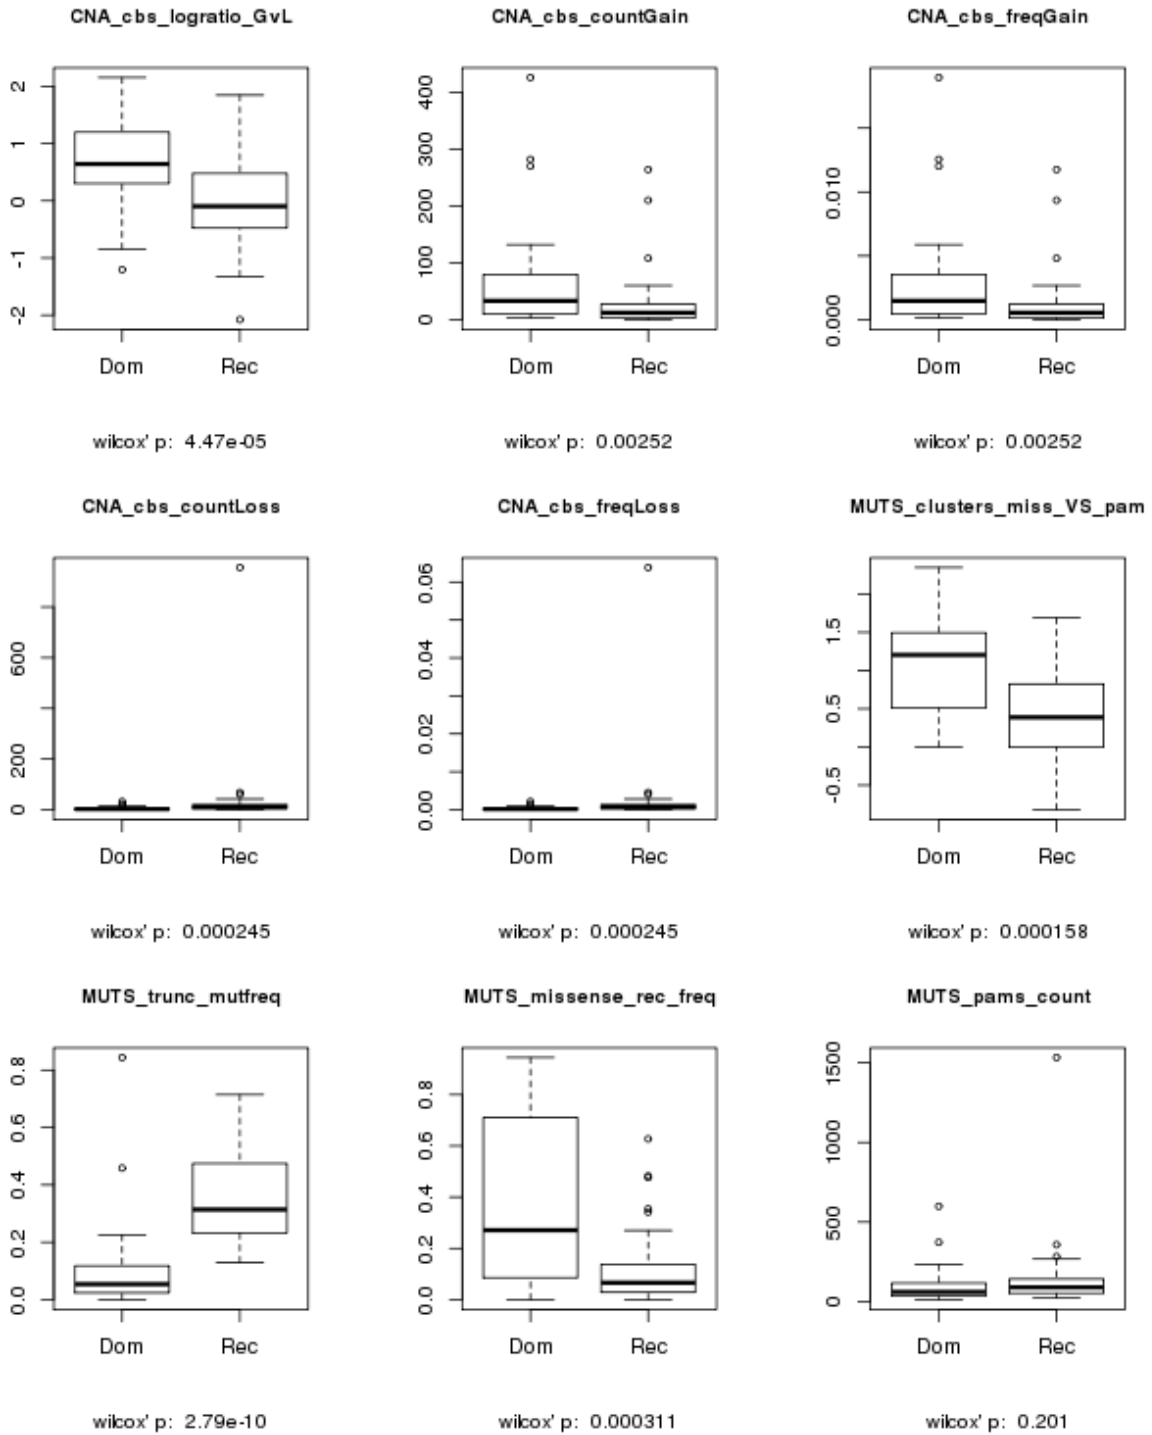 CNA_cbs_logratio_GvL
2
1
0
-1
-2
Dom Rec
wilcox' p: 4.47e-05
CNA_cbs_countGain
400
300
200
100
0
Dom Rec
wilcox' p: 0.00252
CNA_cbs_freqGain
0.010
0.000
Dom Rec
wilcox' p: 0.00252
CNA_cbs_countLoss
600
200
0
Dom Rec
wilcox' p: 0.000245
CNA_cbs_freqLoss
0.06
0.04
0.02
0.00
Dom Rec
wilcox' p: 0.000245
MUTS_clusters_miss_VS_pam
1.5
0.5
-0.5
Dom Rec
wilcox' p: 0.000158
MUTS_trunc_mutfreq
0.8
0.6
0.4
0.2
0.0
Dom Rec
wilcox' p: 2.79e-10
MUTS_missense_rec_freq
0.8
0.6
0.4
0.2
0.0
Dom Rec
wilcox' p: 0.000311
MUTS_pams_count
1500
1000
500
0
Dom Rec
wilcox' p: 0.201